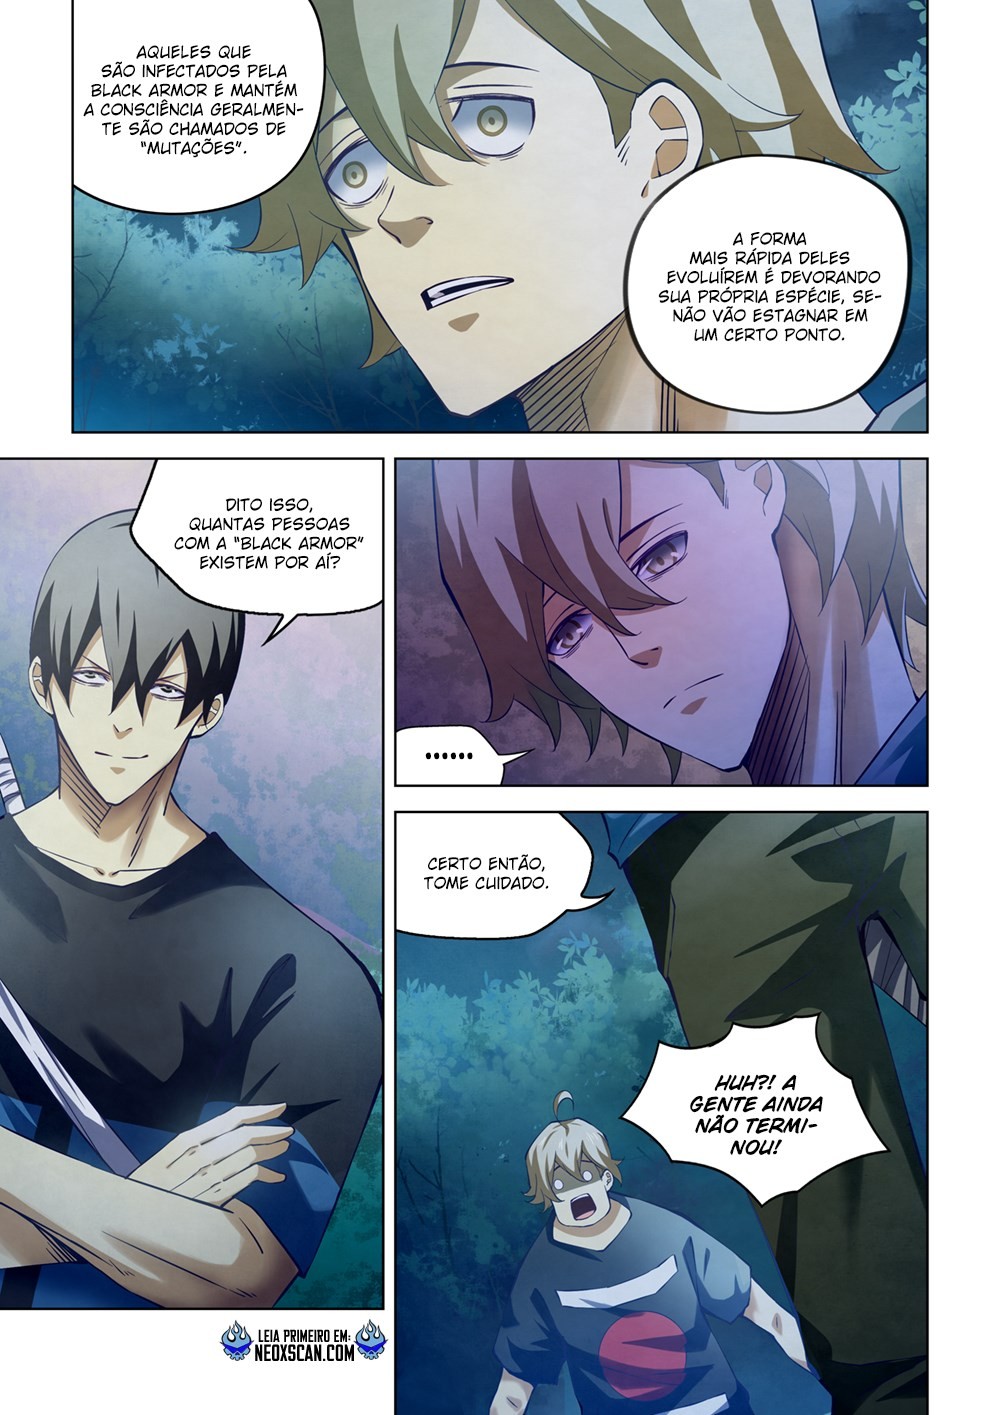 AQUELES QUE
SÃO INFECTADOS PELA
BLACK ARMOR E MANTÉM
A CONSCIÊNCIA GERALMEN-
TE SÃO CHAMADOS DE
"MUTAÇÕES".
A FORMA
MAIS RÁPIDA DELES
EVOLUÍREM É DEVORANDO
SUA PRÓPRIA ESPÉCIE, SE-
NÃO VÃO ESTAGNAR EM
UM CERTO PONTO.
DITO ISSO,
QUANTAS PESSOAS
COM A "BLACK ARMOR"
EXISTEM POR AÍ?
......
CERTO ENTÃO,
TOME CUIDADO.
HUH?! A
GENTE AINDA
NÃO TERMI-
NOU!
LEIA PRIMEIRO EM:
NEOXSCAN.COM